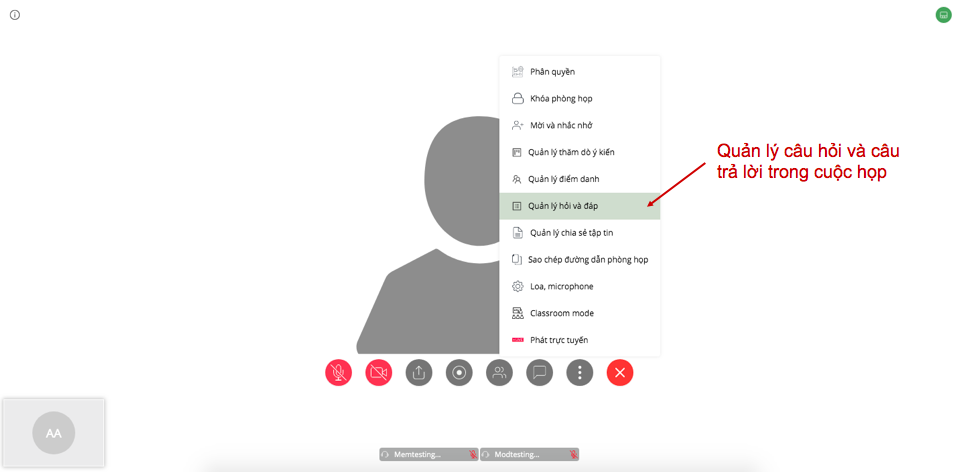 Phân quyền
Khóa phòng họp
Mời và nhắc nhở
Quản lý thăm dò ý kiến
Quản lý điểm danh
Quản lý hỏi và đáp
Quản lý chia sẻ tập tin
Sao chép đường dẫn phòng họp
Loa, microphone
Classroom mode
Phát trực tuyến
Quản lý câu hỏi và câu
trả lời trong cuộc họp
AA
Memtesting...
Modtesting...